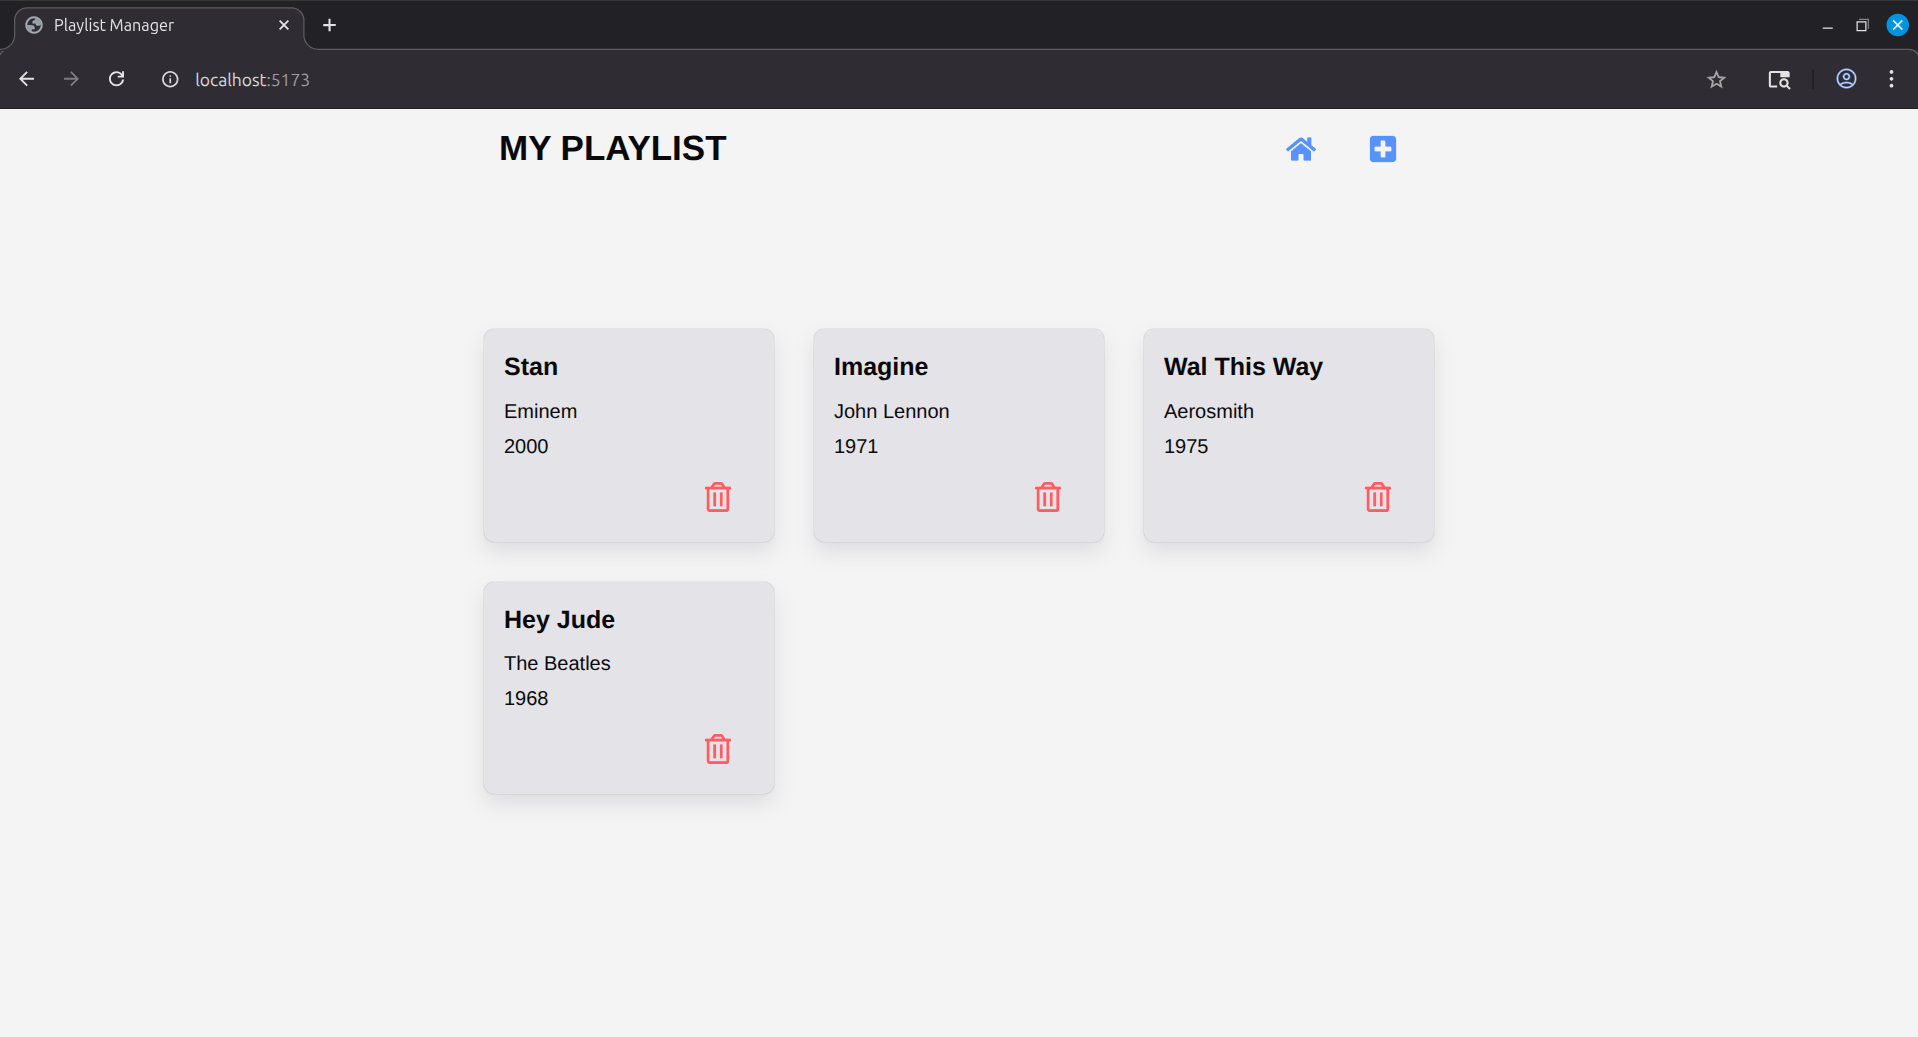 Playlist Manager
localhost:5173
MY PLAYLIST
Stan
Eminem
2000
Imagine
John Lennon
1971
Wal This Way
Aerosmith
1975
Hey Jude
The Beatles
1968